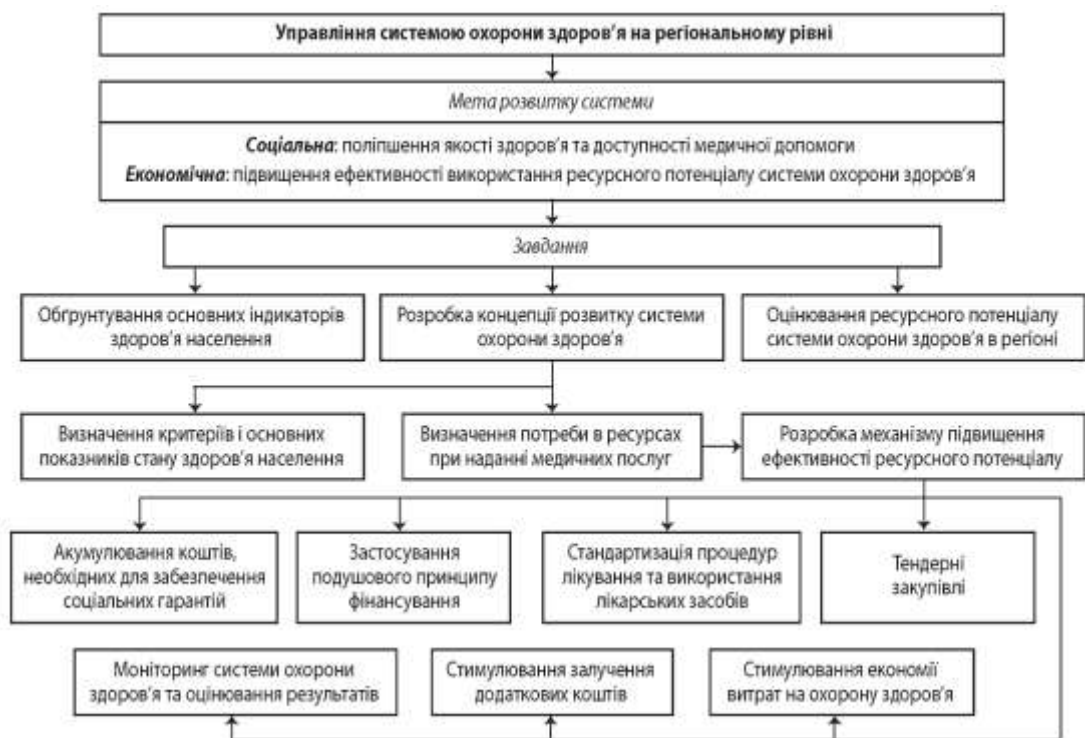 Управління системою охорони здоров'я на регіональному рівні
Мета розвитку системи
Соціальна: поліпшення якості здоров'я та доступності медичної допомоги
Економічна: підвищення ефективності використання ресурсного потенціалу системи охорони здоров'я
Завдання
Обґрунтування основних індикаторів
здоров'я населення
Розробка концепції розвитку системи
охорони здоров'я
Оцінювання ресурсного потенціалу
системи охорони здоров'я в регіоні
Визначення критеріїв і основних
показників стану здоров'я населення
Визначення потреби в ресурсах
при наданні медичних послуг
Розробка механізму підвищення
ефективності ресурсного потенціалу
Акумулювання коштів,
необхідних для забезпечення
соціальних гарантій
Застосування
подушового принципу
фінансування
Стандартизація процедур
лікування та використання
лікарських засобів
Тендерні
закупівлі
Моніторинг системи охорони
здоров'я та оцінювання результатів
Стимулювання залучення
додаткових коштів
Стимулювання економії
витрат на охорону здоров'я